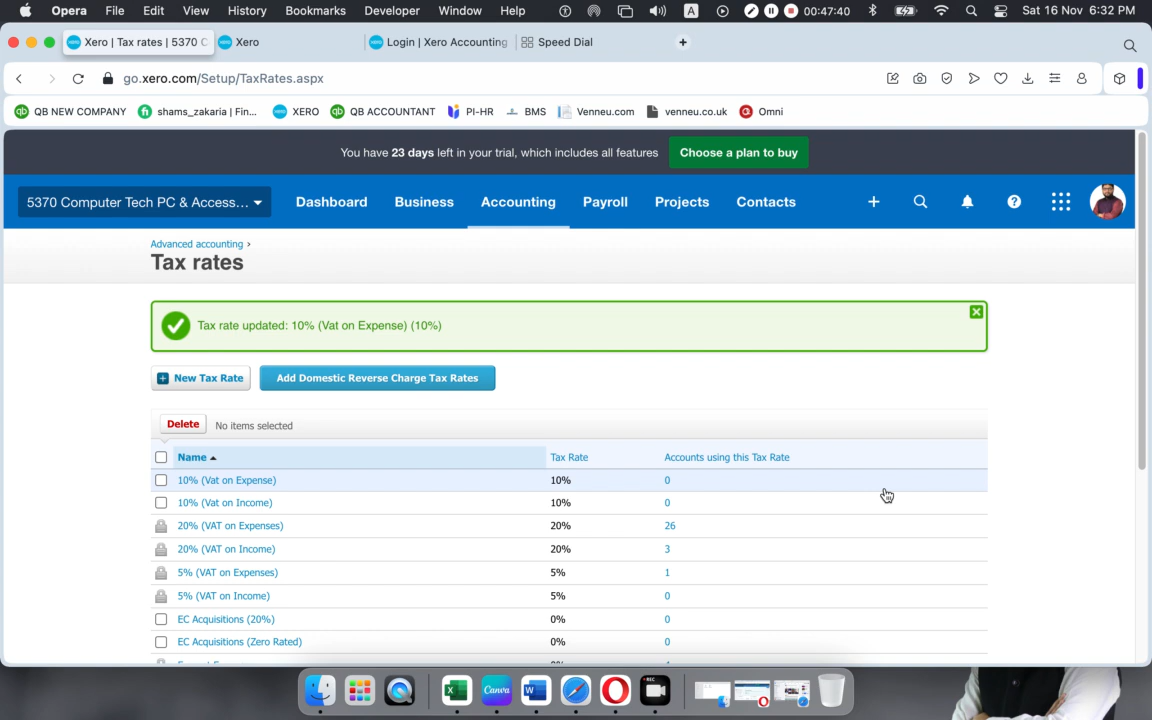 Opera File Edit View History Bookmarks Developer Window Help A 00:47:40 Sat 16 Nov 6:32 PM
Xero | Tax rates | 5370 C Xero Login | Xero Accounting Speed Dial
go.xero.com/Setup/TaxRates.aspx
QB NEW COMPANY shams_zakaria | Fin... XERO QB ACCOUNTANT PI-HR BMS Venneu.com venneu.co.uk Omni
You have 23 days left in your trial, which includes all features Choose a plan to buy
5370 Computer Tech PC & Access... Dashboard Business Accounting Payroll Projects Contacts
Advanced accounting ›
Tax rates
Tax rate updated: 10% (Vat on Expense) (10%)
New Tax Rate Add Domestic Reverse Charge Tax Rates
Delete No items selected
Name Tax Rate Accounts using this Tax Rate
10% (Vat on Expense) 10% 0
10% (Vat on Income) 10% 0
20% (VAT on Expenses) 20% 26
20% (VAT on Income) 20% 3
5% (VAT on Expenses) 5% 1
5% (VAT on Income) 5% 0
EC Acquisitions (20%) 0% 0
EC Acquisitions (Zero Rated) 0% 0
Canva
REC